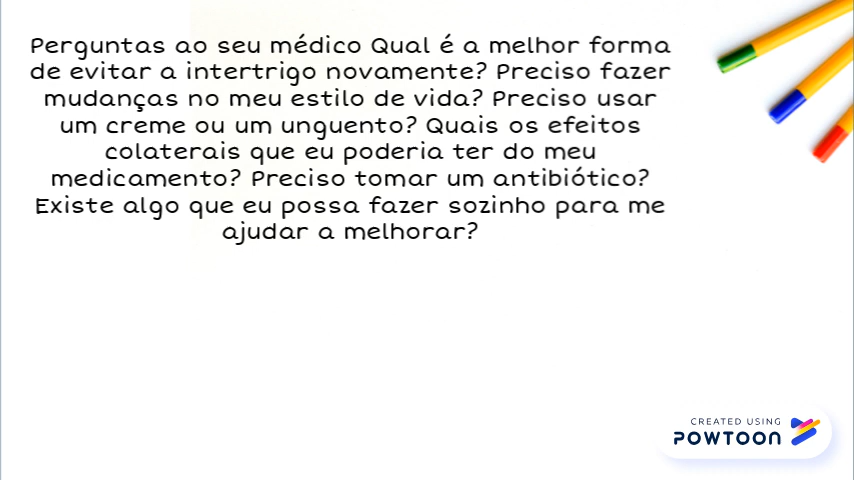 Perguntas ao seu médico Qual é a melhor forma
de evitar a intertrigo novamente? Preciso fazer
mudanças no meu estilo de vida? Preciso usar
um creme ou um unguento? Quais os efeitos
colaterais que eu poderia ter do meu
medicamento? Preciso tomar um antibiótico?
Existe algo que eu possa fazer sozinho para me
ajudar a melhorar?
CREATED USING
POWTOON